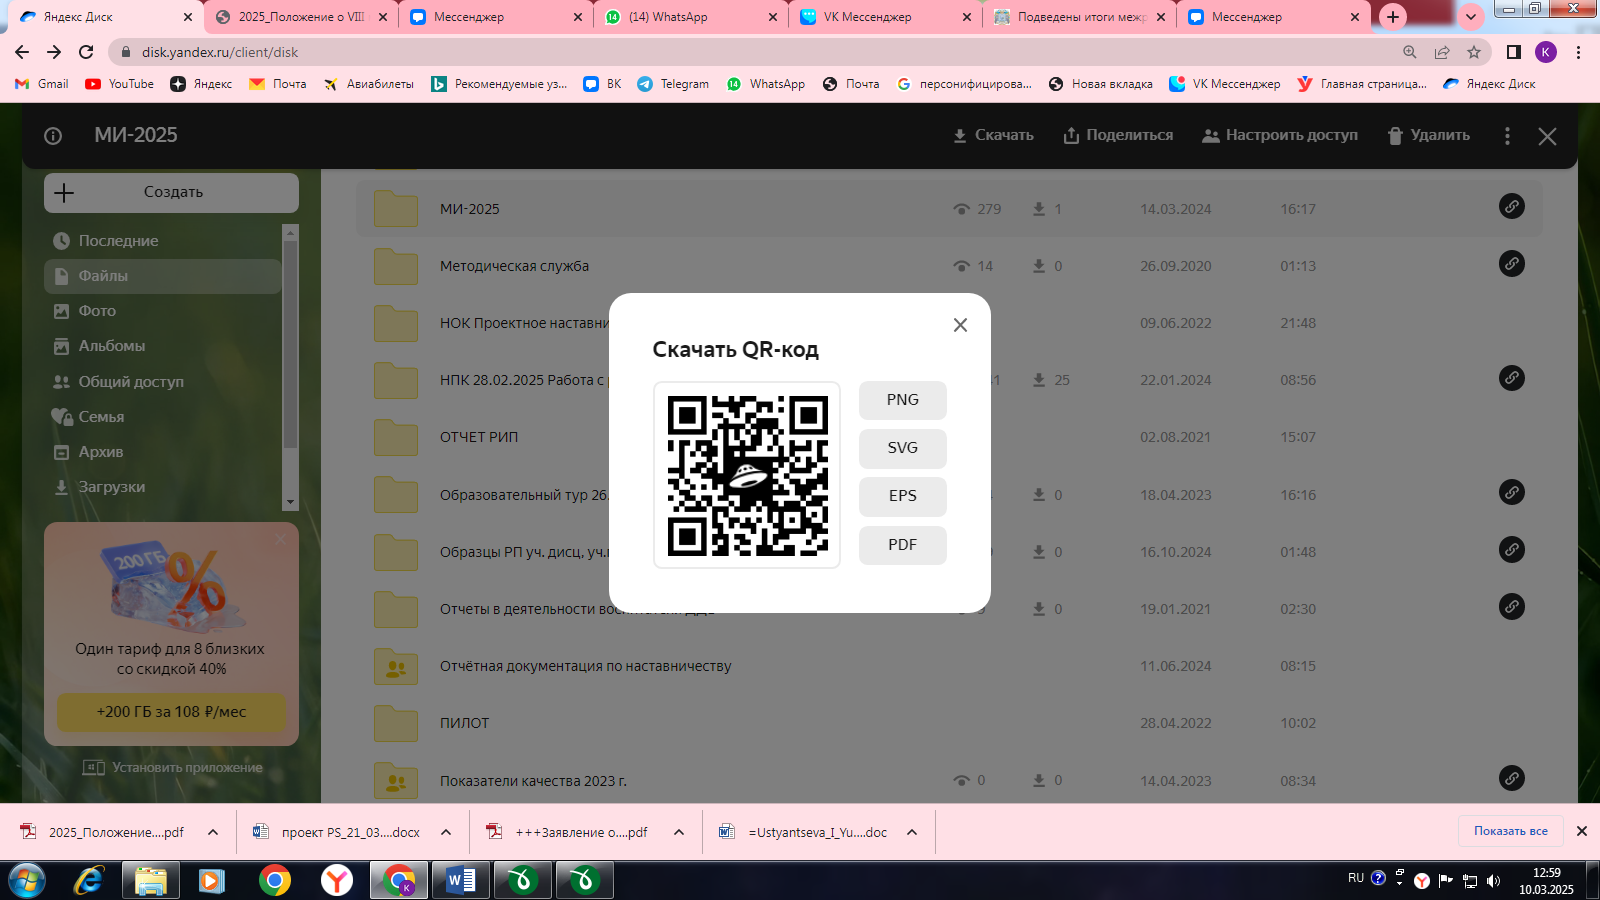 Яндекс Диск
2025_Положение о VIII
Мессенджер
(14) WhatsApp
VK Мессенджер
Подведены итоги межр
Мессенджер
disk.yandex.ru/client/disk
K
Gmail
YouTube
Яндекс
Почта
Авиабилеты
Рекомендуемые уз...
ВК
Telegram
WhatsApp
Почта
персонифицирова...
Новая вкладка
VK Мессенджер
Главная страница...
Яндекс Диск
МИ-2025
Скачать
Поделиться
Настроить доступ
Удалить
Создать
Последние
Файлы
Фото
Альбомы
Общий доступ
Семья
Архив
Загрузки
200 ГБ
%
Один тариф для 8 близких
со скидкой 40%
+200 ГБ за 108 ₽/мес
Установить приложение
МИ-2025 279 1 14.03.2024 16:17
Методическая служба 14 0 26.09.2020 01:13
НОК Проектное наставни 09.06.2022 21:48
НПК 28.02.2025 Работа с 25 22.01.2024 08:56
ОТЧЕТ РИП 02.08.2021 15:07
Образовательный тур 26. 0 18.04.2023 16:16
Образцы РП уч. дисц, уч. 0 16.10.2024 01:48
Отчеты в деятельности 0 19.01.2021 02:30
Отчётная документация по наставничеству 11.06.2024 08:15
ПИЛОТ 28.04.2022 10:02
Показатели качества 2023 г. 0 0 14.04.2023 08:34
Скачать QR-код
PNG
SVG
EPS
PDF
2025_Положение....pdf
проект PS_21_03....docx
+++Заявление о....pdf
=Ustyantseva_I_Yu....doc
Показать все
RU
12:59
10.03.2025